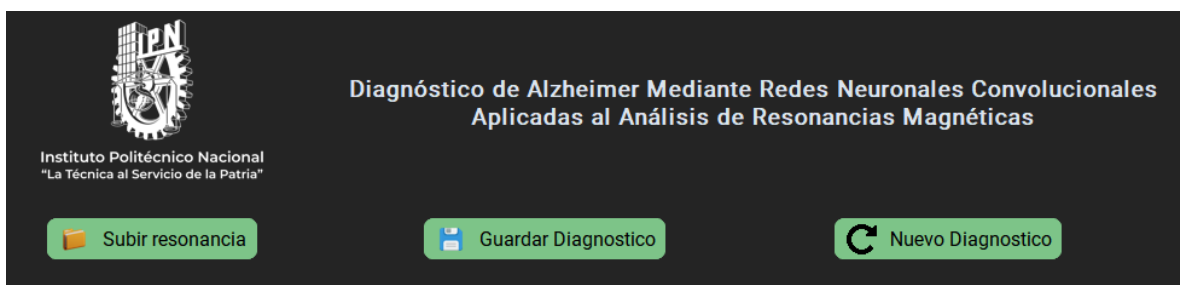 IPN
Instituto Politécnico Nacional
“La Técnica al Servicio de la Patria”
Diagnóstico de Alzheimer Mediante Redes Neuronales Convolucionales
Aplicadas al Análisis de Resonancias Magnéticas
Subir resonancia
Guardar Diagnostico
Nuevo Diagnostico